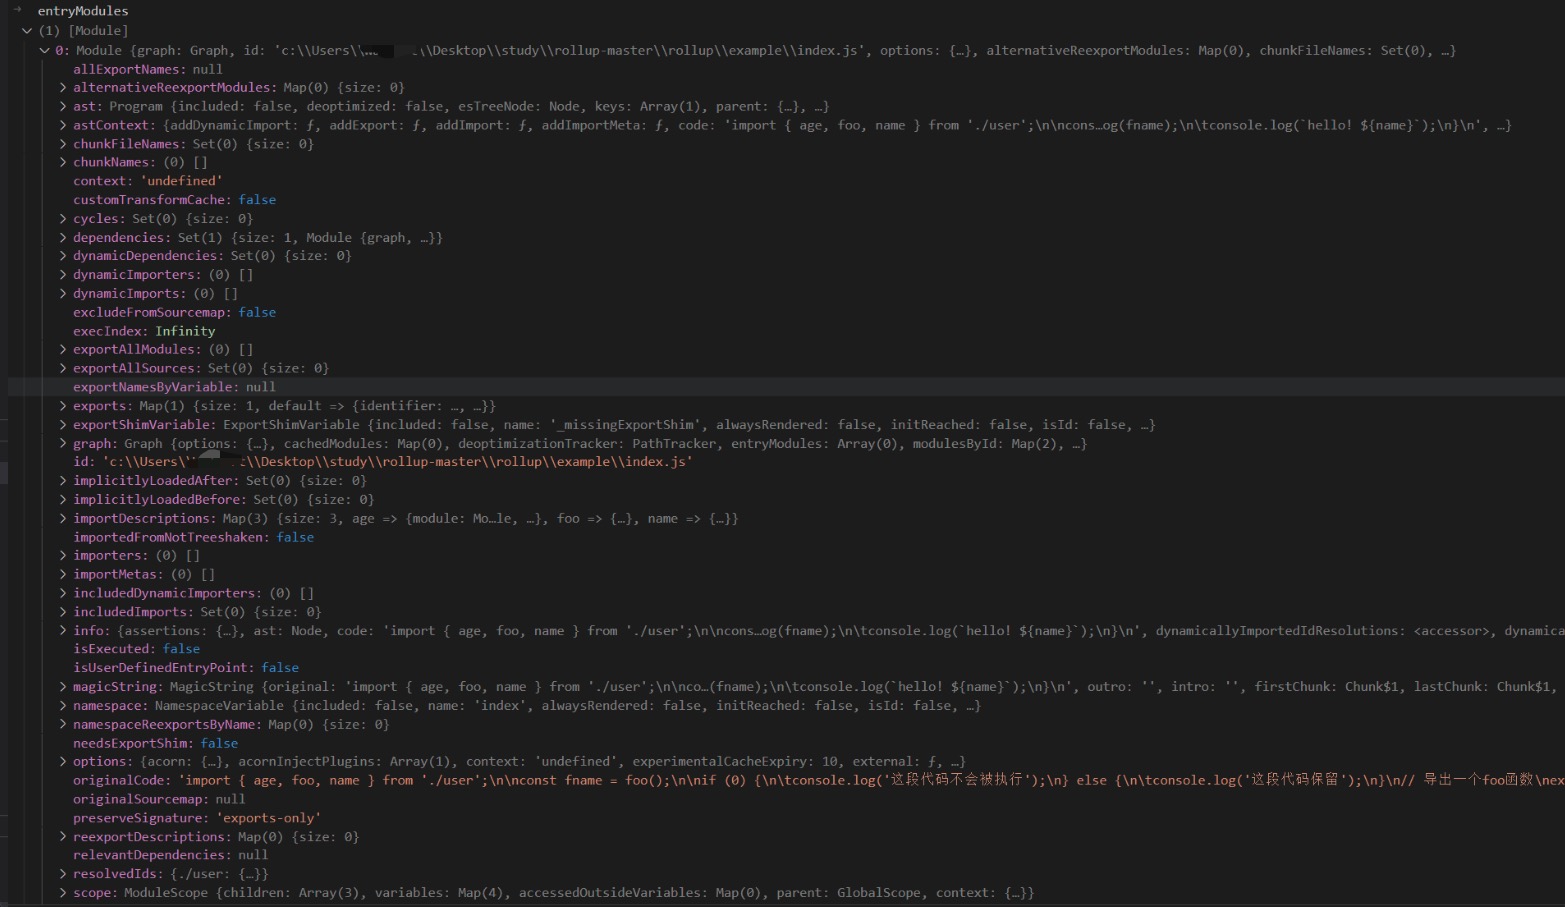 entryModules
(1) [Module]
0: Module {graph: Graph, id: 'c:\\Users\\ \\Desktop\\study\\rollup-master\\rollup\\example\\index.js', options: {…}, alternativeReexportModules: Map(0), chunkFileNames: Set(0), …}
allExportNames: null
alternativeReexportModules: Map(0) {size: 0}
ast: Program {included: false, deoptimized: false, esTreeNode: Node, keys: Array(1), parent: {…}, …}
astContext: {addDynamicImport: ƒ, addExport: ƒ, addImport: ƒ, addImportMeta: ƒ, code: 'import { age, foo, name } from './user';\n\ncons…og(fname);\n\tconsole.log(`hello! ${name}`);\n}\n', …}
chunkFileNames: Set(0) {size: 0}
chunkNames: (0) []
context: 'undefined'
customTransformCache: false
cycles: Set(0) {size: 0}
dependencies: Set(1) {size: 1, Module {graph, …}}
dynamicDependencies: Set(0) {size: 0}
dynamicImporters: (0) []
dynamicImports: (0) []
excludeFromSourcemap: false
execIndex: Infinity
exportAllModules: (0) []
exportAllSources: Set(0) {size: 0}
exportNamesByVariable: null
exports: Map(1) {size: 1, default => {identifier: …, …}}
exportShimVariable: ExportShimVariable {included: false, name: '_missingExportShim', alwaysRendered: false, initReached: false, isId: false, …}
graph: Graph {options: {…}, cachedModules: Map(0), deoptimizationTracker: PathTracker, entryModules: Array(0), modulesById: Map(2), …}
id: 'c:\\Users\\ \\Desktop\\study\\rollup-master\\rollup\\example\\index.js'
implicitlyLoadedAfter: Set(0) {size: 0}
implicitlyLoadedBefore: Set(0) {size: 0}
importDescriptions: Map(3) {size: 3, age => {module: Mo…le, …}, foo => {…}, name => {…}}
importedFromNotTreeshaken: false
importers: (0) []
importMetas: (0) []
includedDynamicImporters: (0) []
includedImports: Set(0) {size: 0}
info: {assertions: {…}, ast: Node, code: 'import { age, foo, name } from './user';\n\ncons…og(fname);\n\tconsole.log(`hello! ${name}`);\n}\n', dynamicallyImportedIdResolutions: <accessor>, dynamica
isExecuted: false
isUserDefinedEntryPoint: false
magicString: MagicString {original: 'import { age, foo, name } from './user';\n\nco…(fname);\n\tconsole.log(`hello! ${name}`);\n}\n', outro: '', intro: '', firstChunk: Chunk$1, lastChunk: Chunk$1,
namespace: NamespaceVariable {included: false, name: 'index', alwaysRendered: false, initReached: false, isId: false, …}
namespaceReexportsByName: Map(0) {size: 0}
needsExportShim: false
options: {acorn: {…}, acornInjectPlugins: Array(1), context: 'undefined', experimentalCacheExpiry: 10, external: ƒ, …}
originalCode: 'import { age, foo, name } from './user';\n\nconst fname = foo();\n\nif (0) {\n\tconsole.log('这段代码不会被执行');\n} else {\n\tconsole.log('这段代码保留');\n}\n// 导出一个foo函数\nex
originalSourcemap: null
preserveSignature: 'exports-only'
reexportDescriptions: Map(0) {size: 0}
relevantDependencies: null
resolvedIds: {./user: {…}}
scope: ModuleScope {children: Array(3), variables: Map(4), accessedOutsideVariables: Map(0), parent: GlobalScope, context: {…}}